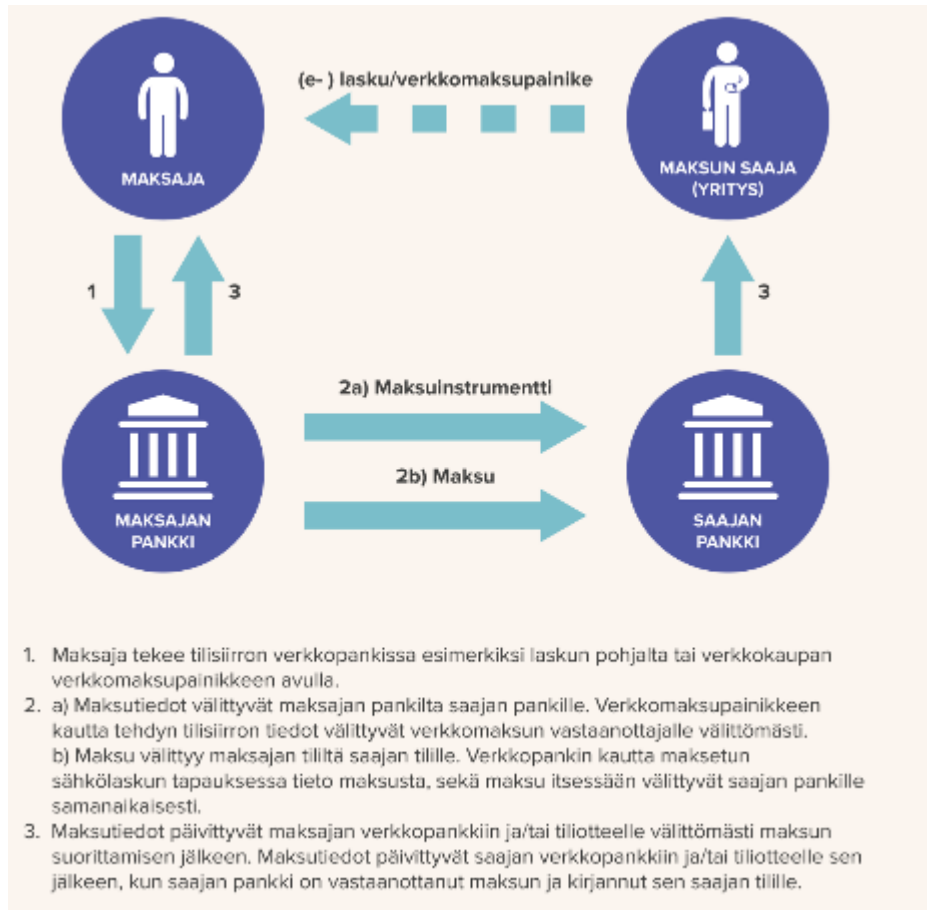 (e- ) lasku/verkkomaksupainike
MAKSAJA
MAKSUN SAAJA
(YRITYS)
1
3
3
2a) Maksuinstrumentti
2b) Maksu
MAKSAJAN
PANKKI
SAAJAN
PANKKI
1. Maksaja tekee tilisiirron verkkopankissa esimerkiksi laskun pohjalta tai verkkokaupan
verkkomaksupainikkeen avulla.
2. a) Maksutiedot välittyvät maksajan pankilta saajan pankille. Verkkomaksupainikkeen
kautta tehdyn tilisiirron tiedot välittyvät verkkomaksun vastaanottajalle välittömästi.
b) Maksu välittyy maksajan tililtä saajan tilille. Verkkopankin kautta maksetun
sähkölaskun tapauksessa tieto maksusta, sekä maksu itsessään välittyvät saajan pankille
samanaikaisesti.
3. Maksutiedot päivittyvät maksajan verkkopankkiin ja/tai tiliotteelle välittömästi maksun
suorittamisen jälkeen. Maksutiedot päivittyvät saajan verkkopankkiin ja/tai tiliotteelle sen
jälkeen, kun saajan pankki on vastaanottanut maksun ja kirjannut sen saajan tilille.